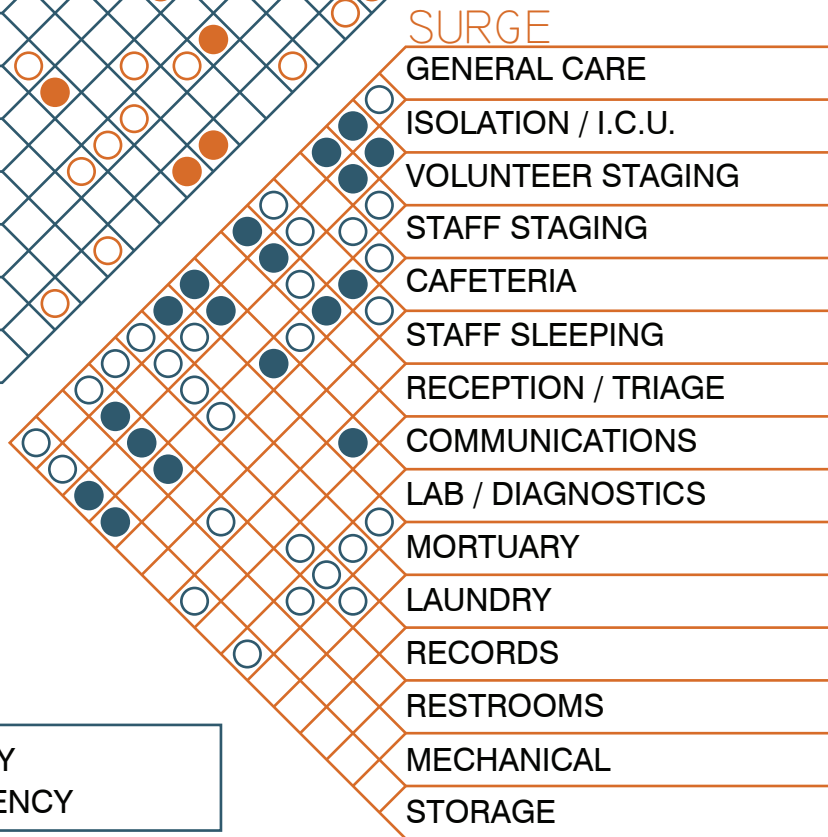 SURGE
GENERAL CARE
ISOLATION / I.C.U.
VOLUNTEER STAGING
STAFF STAGING
CAFETERIA
STAFF SLEEPING
RECEPTION / TRIAGE
COMMUNICATIONS
LAB / DIAGNOSTICS
MORTUARY
LAUNDRY
RECORDS
RESTROOMS
MECHANICAL
STORAGE
Y
ENCY